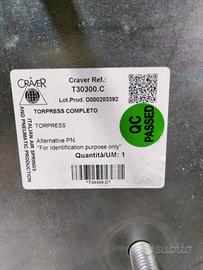 CRAVER
ITALIAN AIR SPRINGS
AND PNEUMATIC PRODUCTION
Craver Ref.:
T30300.C
Lot.Prod. O000283392
TORPRESS COMPLETO
TORPRESS
Alternative PN:
"For Identification purpose only"
Quantità/UM: 1
QC
PASSED
*T30300.C*
subito